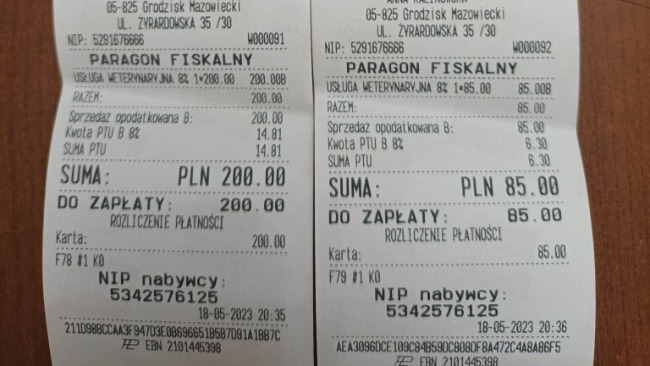 05-825 Grodzisk Mazowiecki
UL. ŻYRARDOWSKA 35 /30
NIP: 5291676666 W000091
PARAGON FISKALNY
USŁUGA WETERYNARYJNA 8% 1*200.00 200.00B
RAZEM: 200.00
Sprzedaż opodatkowana B: 200.00
Kwota PTU B 8% 14.81
SUMA PTU 14.81
SUMA: PLN 200.00
DO ZAPŁATY: 200.00
ROZLICZENIE PŁATNOŚCI
Karta: 200.00
F78 #1 K0
NIP nabywcy:
5342576125
18-05-2023 20:35
211D98BCCAA3F947D3E0B696651B5B7D91A1BB7C
EBN 2101445398
05-825 Grodzisk Mazowiecki
UL. ŻYRARDOWSKA 35 /30
NIP: 5291676666 W000092
PARAGON FISKALNY
USŁUGA WETERYNARYJNA 8% 1*85.00 85.00B
RAZEM: 85.00
Sprzedaż opodatkowana B: 85.00
Kwota PTU B 8% 6.30
SUMA PTU 6.30
SUMA: PLN 85.00
DO ZAPŁATY: 85.00
ROZLICZENIE PŁATNOŚCI
Karta: 85.00
F79 #1 K0
NIP nabywcy:
5342576125
18-05-2023 20:36
AEA3096DCE109C84B59DC808DF8A472C4A8A86F5
EBN 2101445398